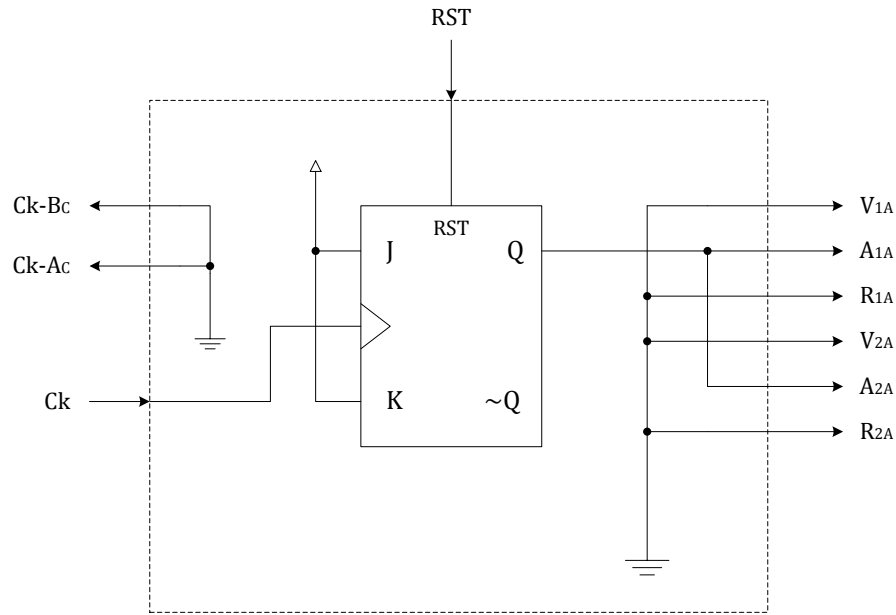 RST
Ck-BC
Ck-AC
Ck
RST
J
Q
K
~Q
V1A
A1A
R1A
V2A
A2A
R2A